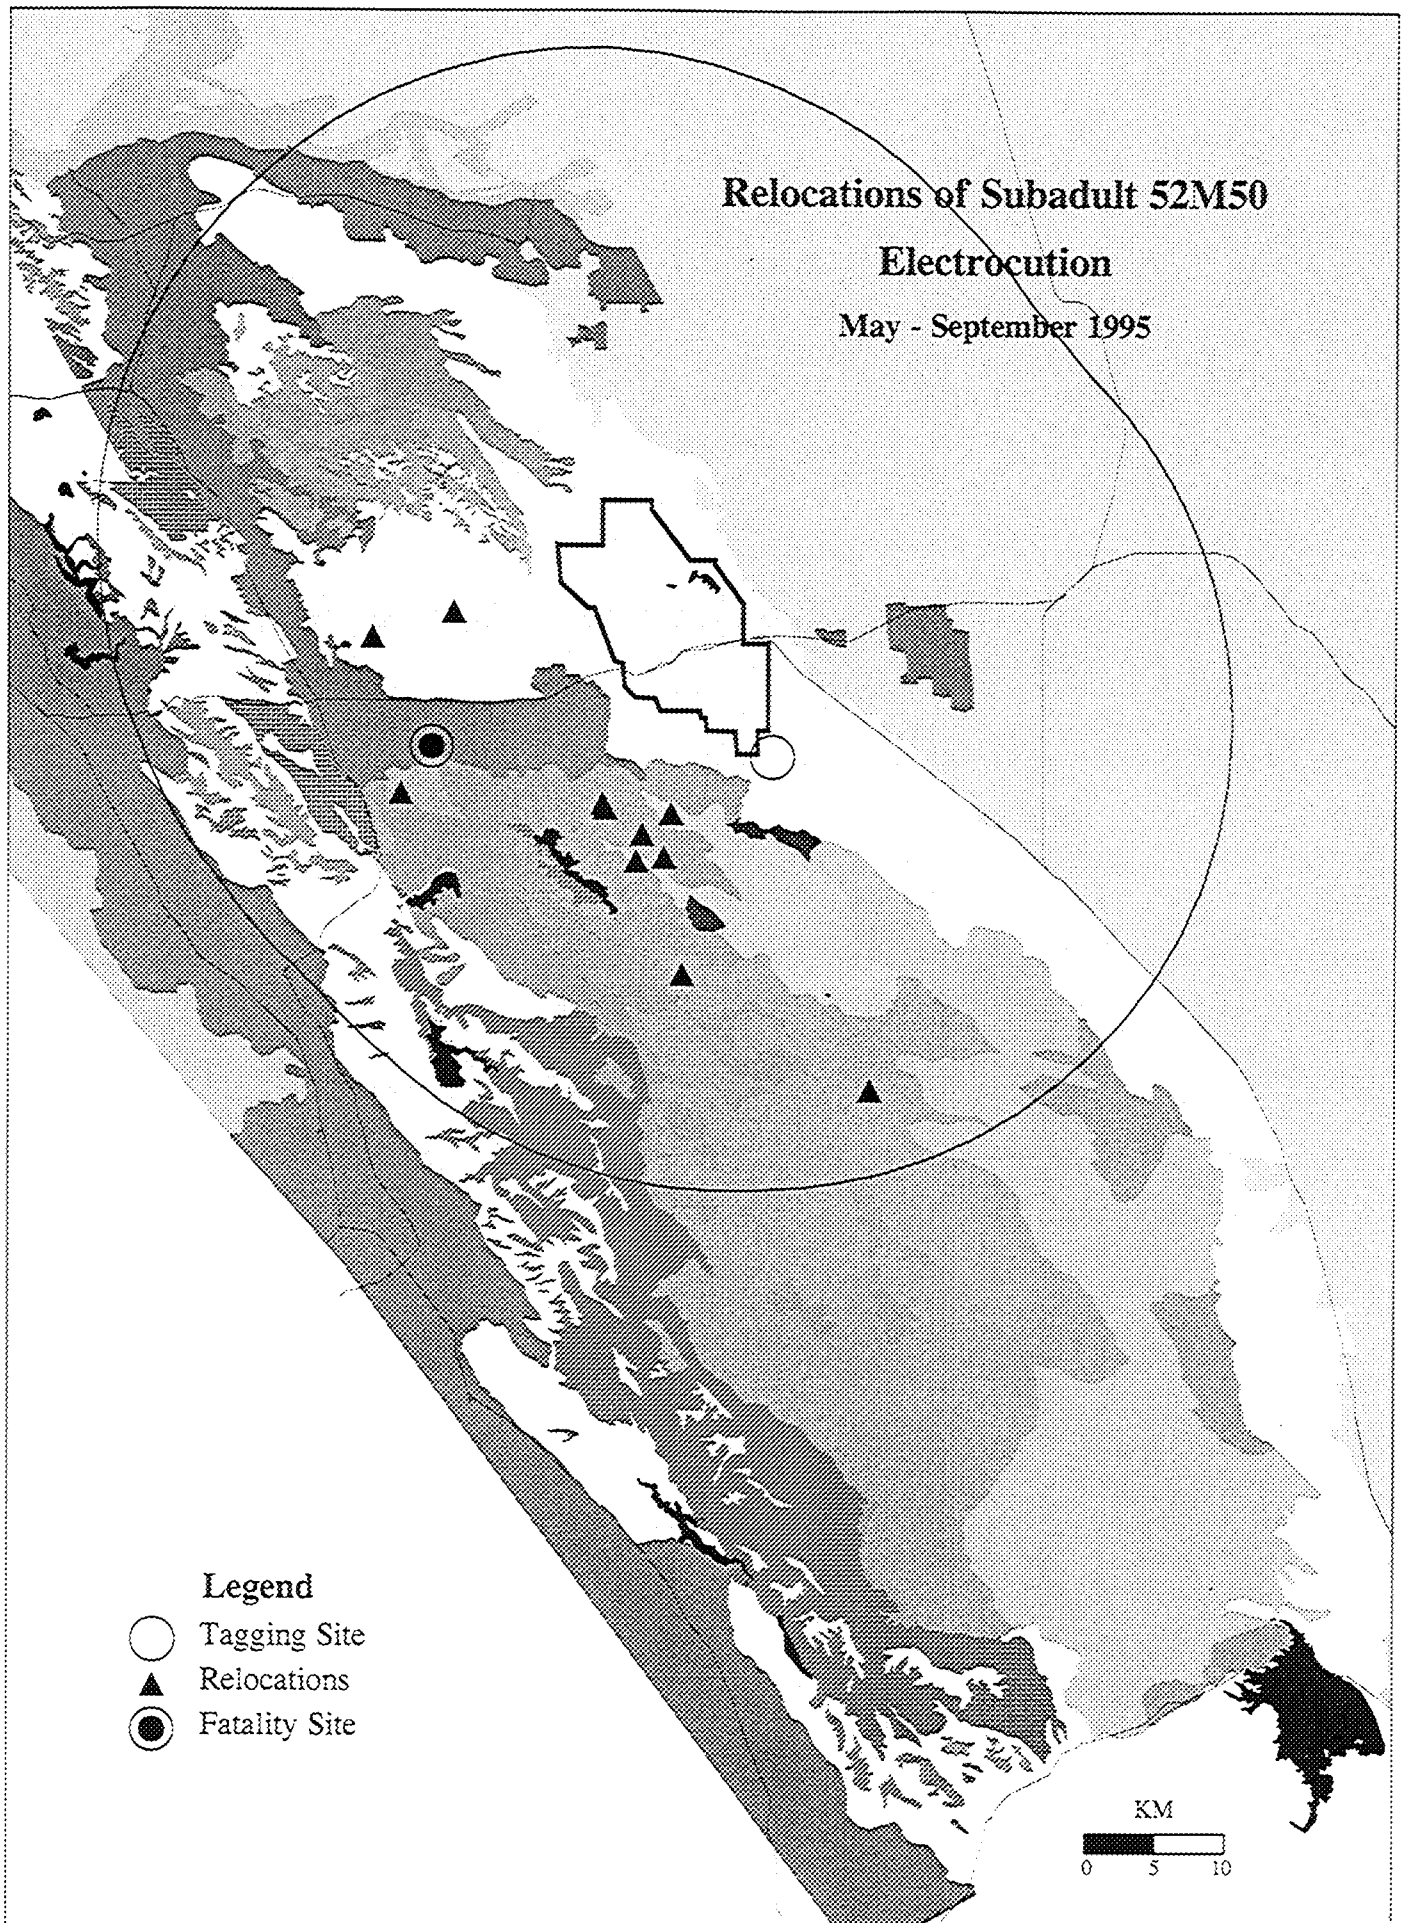 Relocations of Subadult 52M50
Electrocution
May - September 1995
Legend
Tagging Site
Relocations
Fatality Site
KM
0 5 10